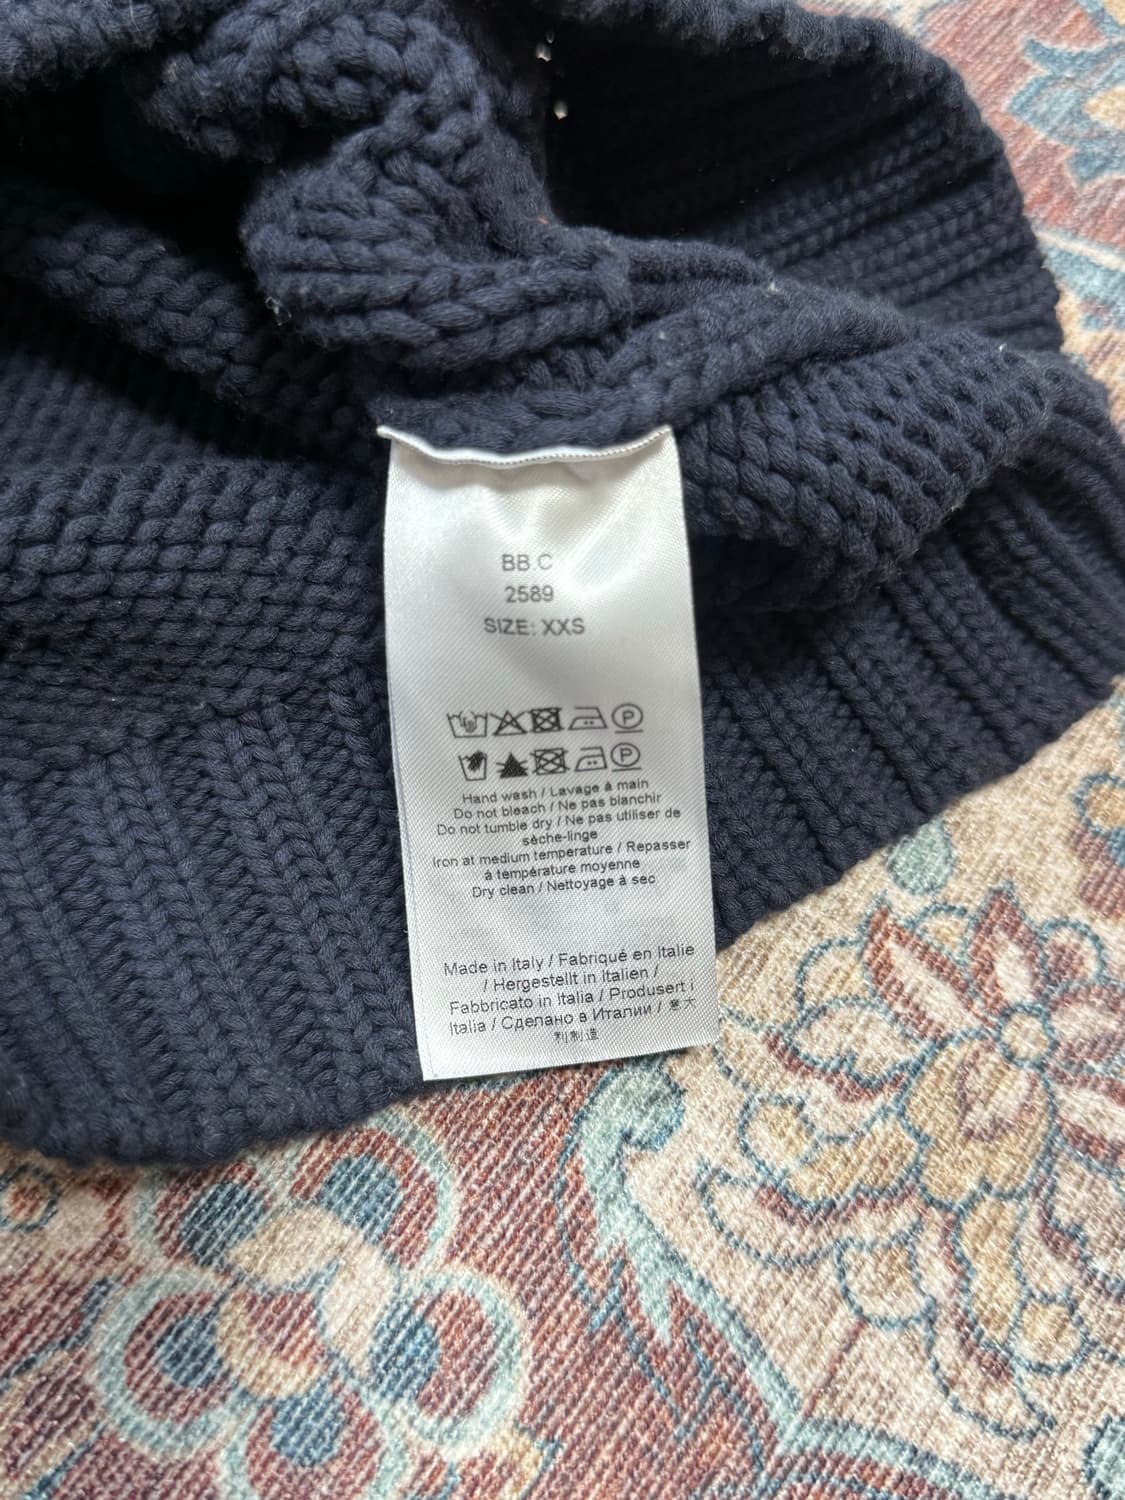 BB.C
2589
SIZE: XXS
P
P
Hand wash / Lavage à main
Do not bleach / Ne pas blanchir
Do not tumble dry / Ne pas utiliser de
sèche-linge
Iron at medium temperature / Repasser
à température moyenne
Dry clean / Nettoyage à sec
Made in Italy / Fabriqué en Italie
/ Hergestellt in Italien /
Fabbricato in Italia / Produsert i
Italia / Сделано в Италии / 意大
利制造